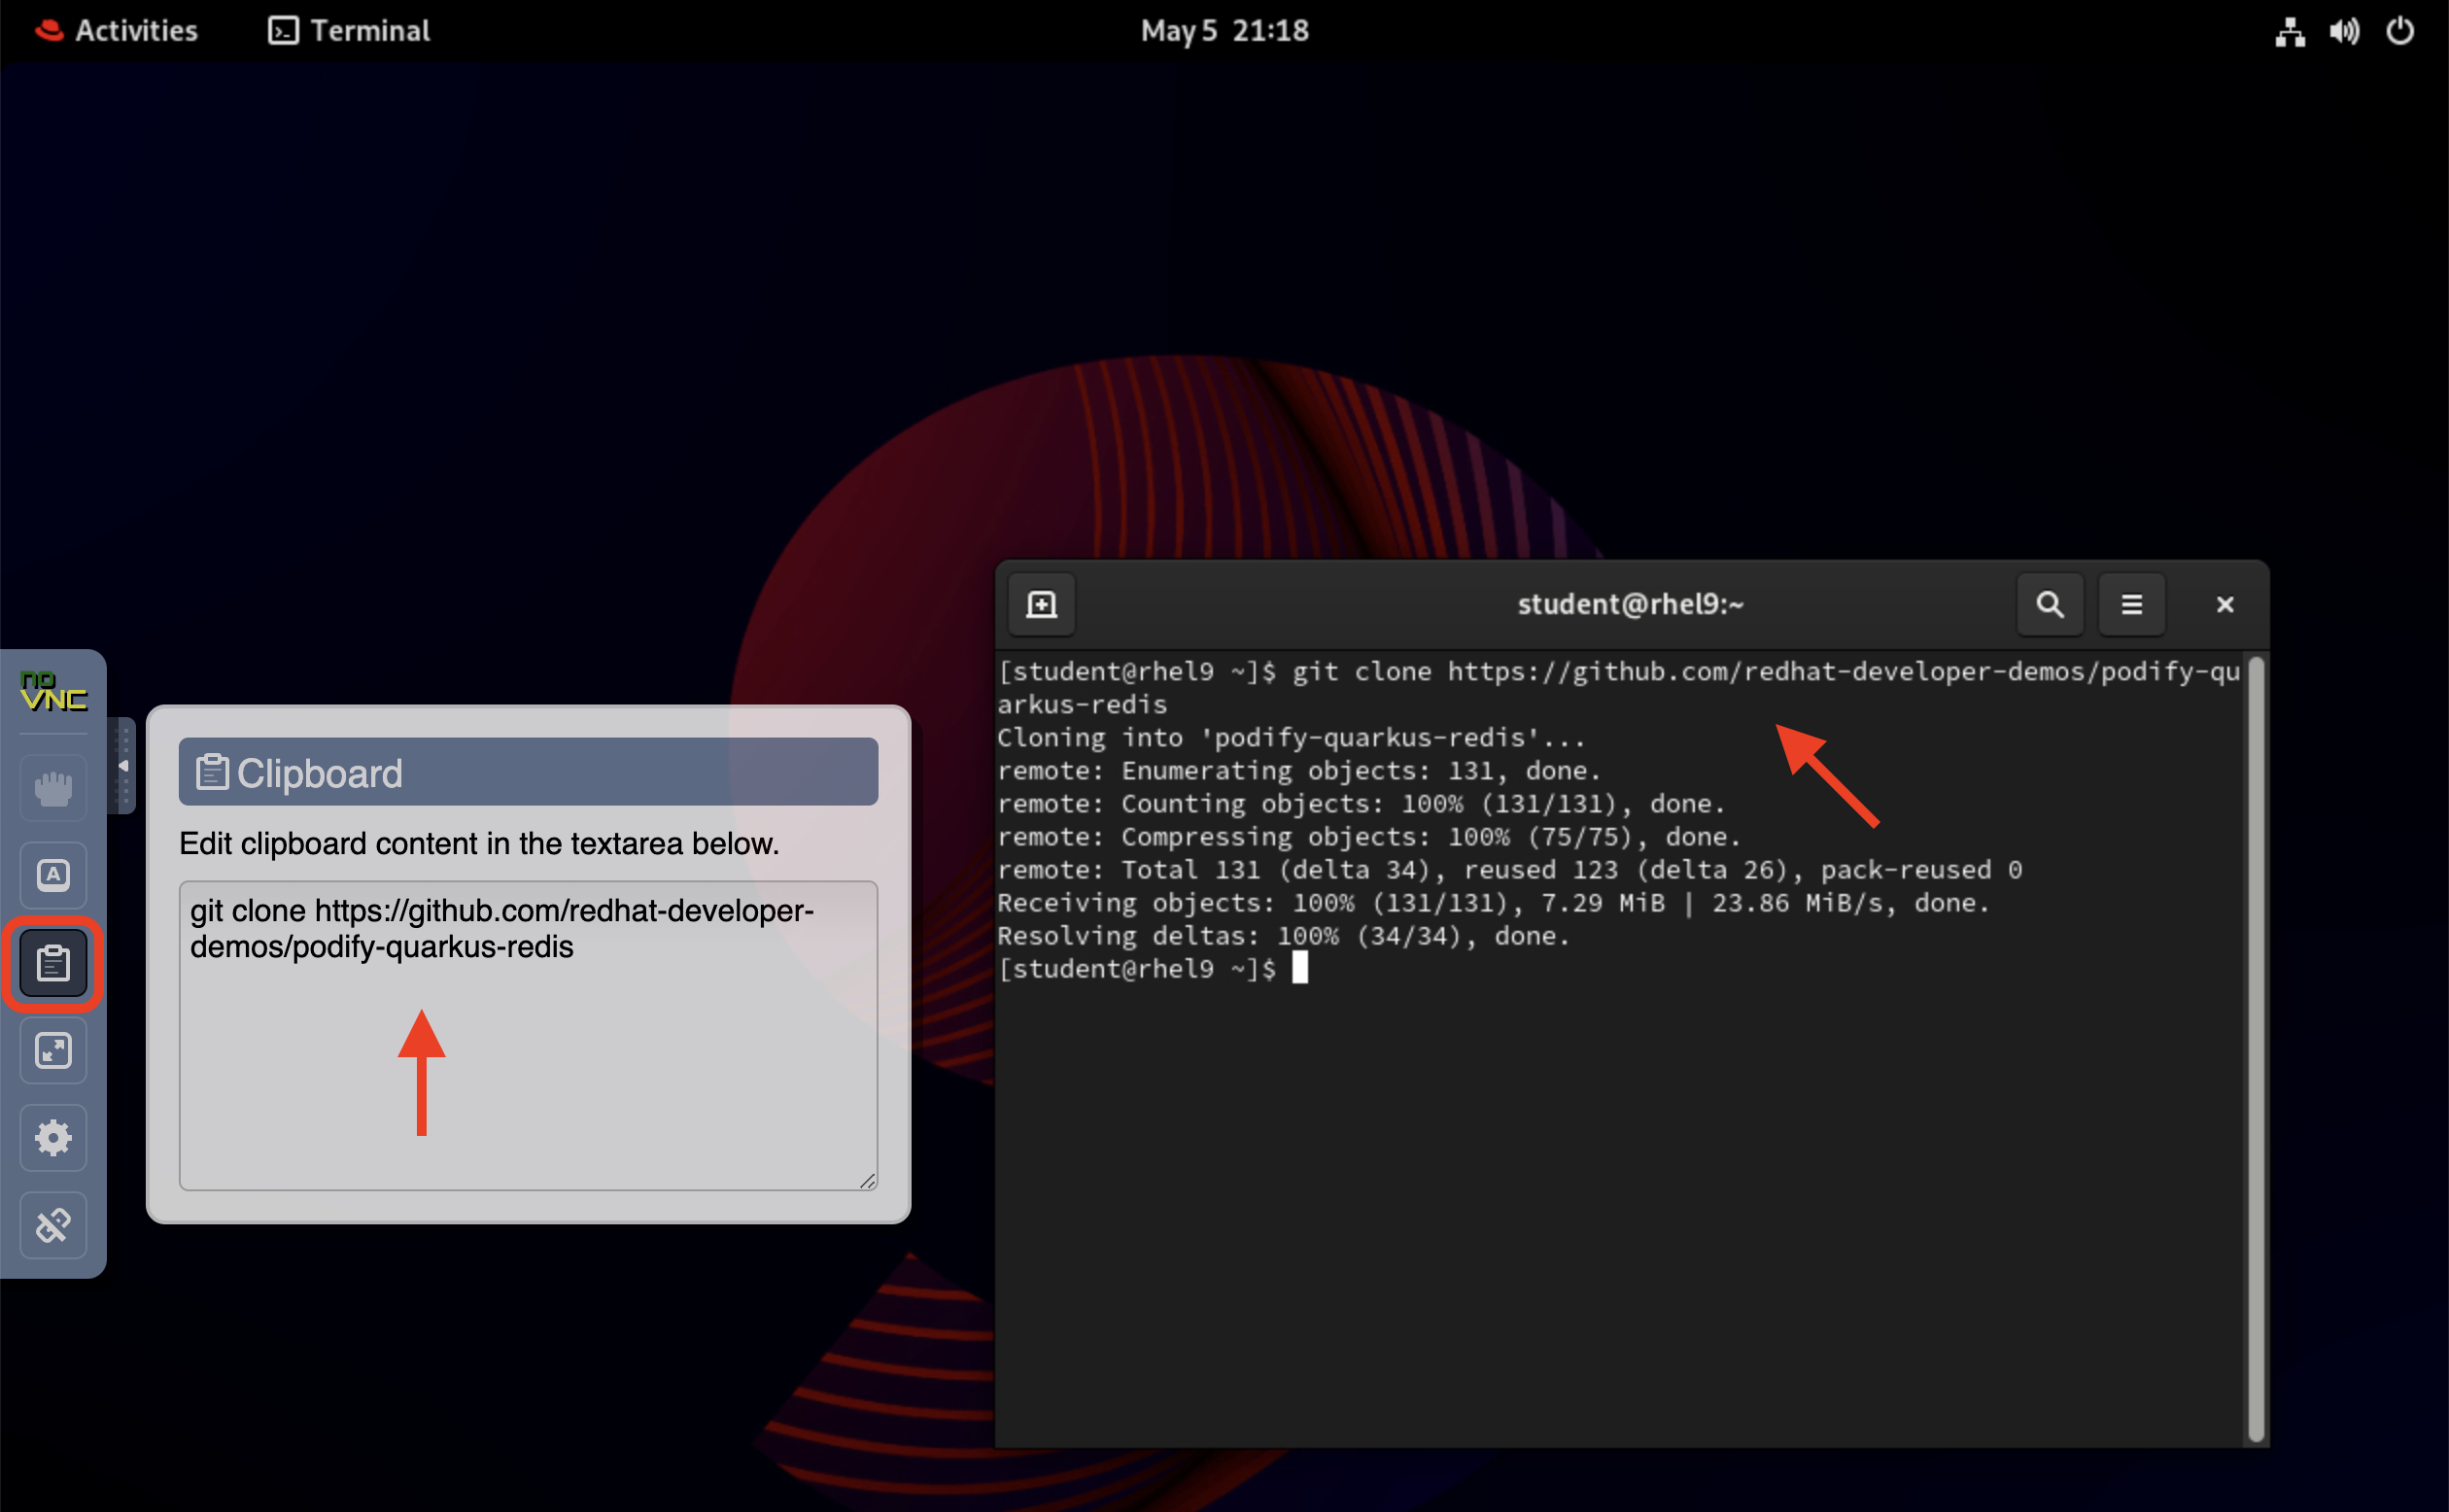 Activities
Terminal
May 5 21:18
student@rhel9:~
[student@rhel9 ~]$ git clone https://github.com/redhat-developer-demos/podify-qu
arkus-redis
Cloning into 'podify-quarkus-redis'...
remote: Enumerating objects: 131, done.
remote: Counting objects: 100% (131/131), done.
remote: Compressing objects: 100% (75/75), done.
remote: Total 131 (delta 34), reused 123 (delta 26), pack-reused 0
Receiving objects: 100% (131/131), 7.29 MiB | 23.86 MiB/s, done.
Resolving deltas: 100% (34/34), done.
[student@rhel9 ~]$
no
VNC
A
Clipboard
Edit clipboard content in the textarea below.
git clone https://github.com/redhat-developer-
demos/podify-quarkus-redis